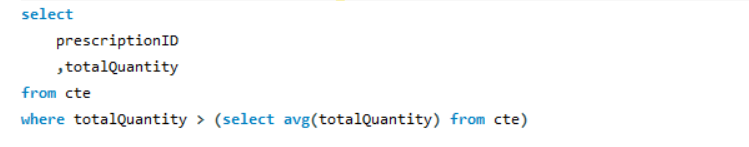 select
prescriptionID
,totalQuantity
from cte
where totalQuantity > (select avg(totalQuantity) from cte)